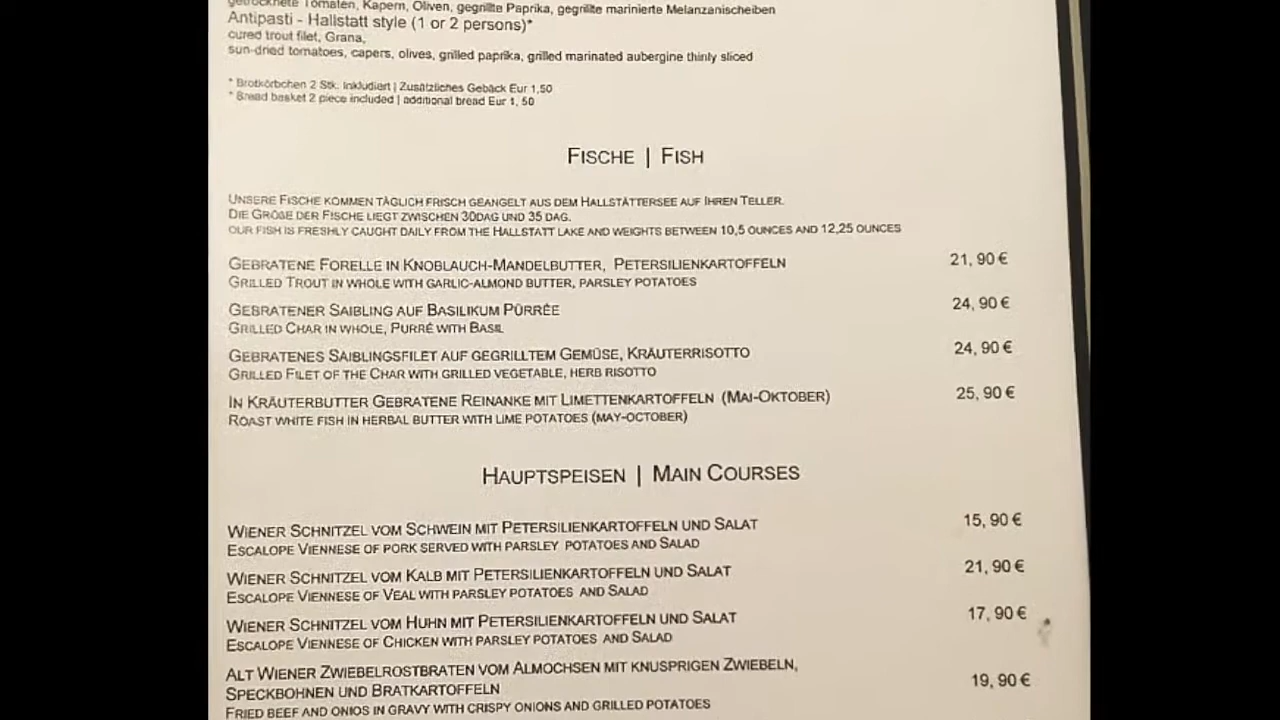 getrocknete Tomaten, Kapern, Oliven, gegrillte Paprika, gegrillte marinierte Melanzanischeiben
Antipasti - Hallstatt style (1 or 2 persons)*
cured trout filet, Grana,
sun-dried tomatoes, capers, olives, grilled paprika, grilled marinated aubergine thinly sliced
* Brotkörbchen 2 Stk. Inkludiert | Zusätzliches Gebäck Eur 1,50
* Bread basket 2 piece included | additional bread Eur 1, 50
FISCHE | FISH
UNSERE FISCHE KOMMEN TÄGLICH FRISCH GEANGELT AUS DEM HALLSTÄTTERSEE AUF IHREN TELLER.
DIE GRÖßE DER FISCHE LIEGT ZWISCHEN 30DAG UND 35 DAG.
OUR FISH IS FRESHLY CAUGHT DAILY FROM THE HALLSTATT LAKE AND WEIGHTS BETWEEN 10,5 OUNCES AND 12,25 OUNCES
GEBRATENE FORELLE IN KNOBLAUCH-MANDELBUTTER, PETERSILIENKARTOFFELN 21, 90 €
GRILLED TROUT IN WHOLE WITH GARLIC-ALMOND BUTTER, PARSLEY POTATOES
GEBRATENER SAIBLING AUF BASILIKUM PÜRRÉE 24, 90 €
GRILLED CHAR IN WHOLE, PURRÉ WITH BASIL
GEBRATENES SAIBLINGSFILET AUF GEGRILLTEM GEMÜSE, KRÄUTERRISOTTO 24, 90 €
GRILLED FILET OF THE CHAR WITH GRILLED VEGETABLE, HERB RISOTTO
IN KRÄUTERBUTTER GEBRATENE REINANKE MIT LIMETTENKARTOFFELN (MAI-OKTOBER) 25, 90 €
ROAST WHITE FISH IN HERBAL BUTTER WITH LIME POTATOES (MAY-OCTOBER)
HAUPTSPEISEN | MAIN COURSES
WIENER SCHNITZEL VOM SCHWEIN MIT PETERSILIENKARTOFFELN UND SALAT 15, 90 €
ESCALOPE VIENNESE OF PORK SERVED WITH PARSLEY POTATOES AND SALAD
WIENER SCHNITZEL VOM KALB MIT PETERSILIENKARTOFFELN UND SALAT 21, 90 €
ESCALOPE VIENNESE OF VEAL WITH PARSLEY POTATOES AND SALAD
WIENER SCHNITZEL VOM HUHN MIT PETERSILIENKARTOFFELN UND SALAT 17, 90 €
ESCALOPE VIENNESE OF CHICKEN WITH PARSLEY POTATOES AND SALAD
ALT WIENER ZWIEBELROSTBRATEN VOM ALMOCHSEN MIT KNUSPRIGEN ZWIEBELN,
SPECKBOHNEN UND BRATKARTOFFELN 19, 90 €
FRIED BEEF AND ONIOS IN GRAVY WITH CRISPY ONIONS AND GRILLED POTATOES